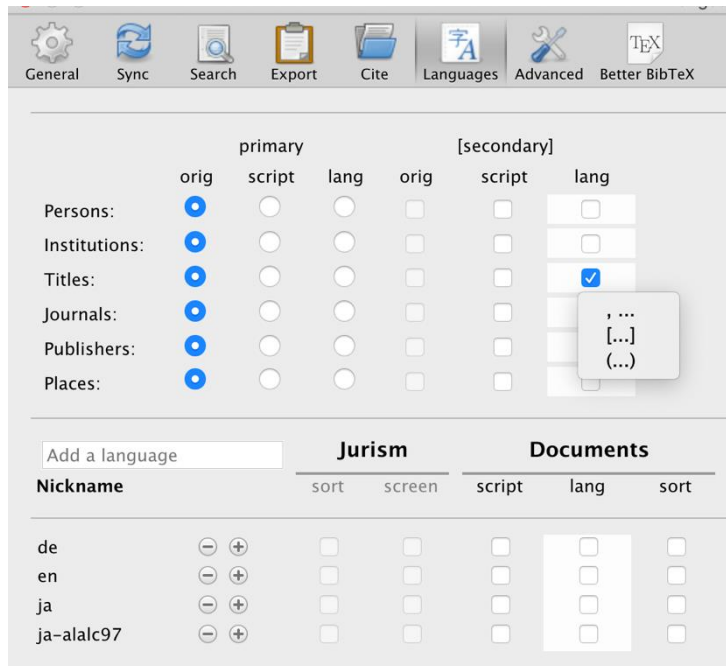 General Sync Search Export Cite Languages Advanced Better BibTeX
字A
TEX
primary [secondary]
orig script lang orig script lang
Persons:
Institutions:
Titles:
Journals:
Publishers:
Places:
, ...
[...]
(...)
Add a language Jurism Documents
Nickname sort screen script lang sort
de
en
ja
ja-alalc97